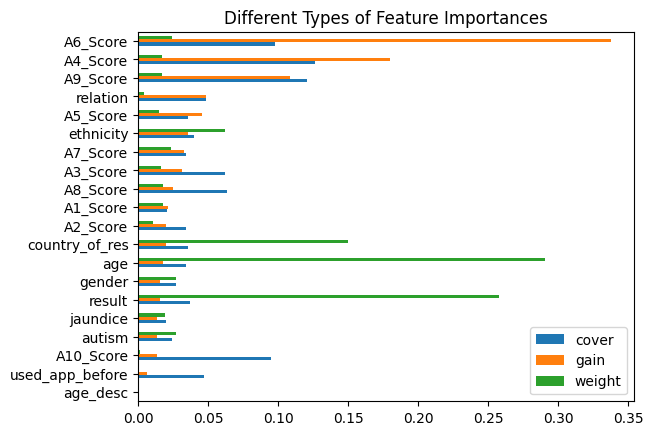 Different Types of Feature Importances
A6_Score
A4_Score
A9_Score
relation
A5_Score
ethnicity
A7_Score
A3_Score
A8_Score
A1_Score
A2_Score
country_of_res
age
gender
result
jaundice
autism
A10_Score
used_app_before
age_desc
cover
gain
weight
0.00 0.05 0.10 0.15 0.20 0.25 0.30 0.35